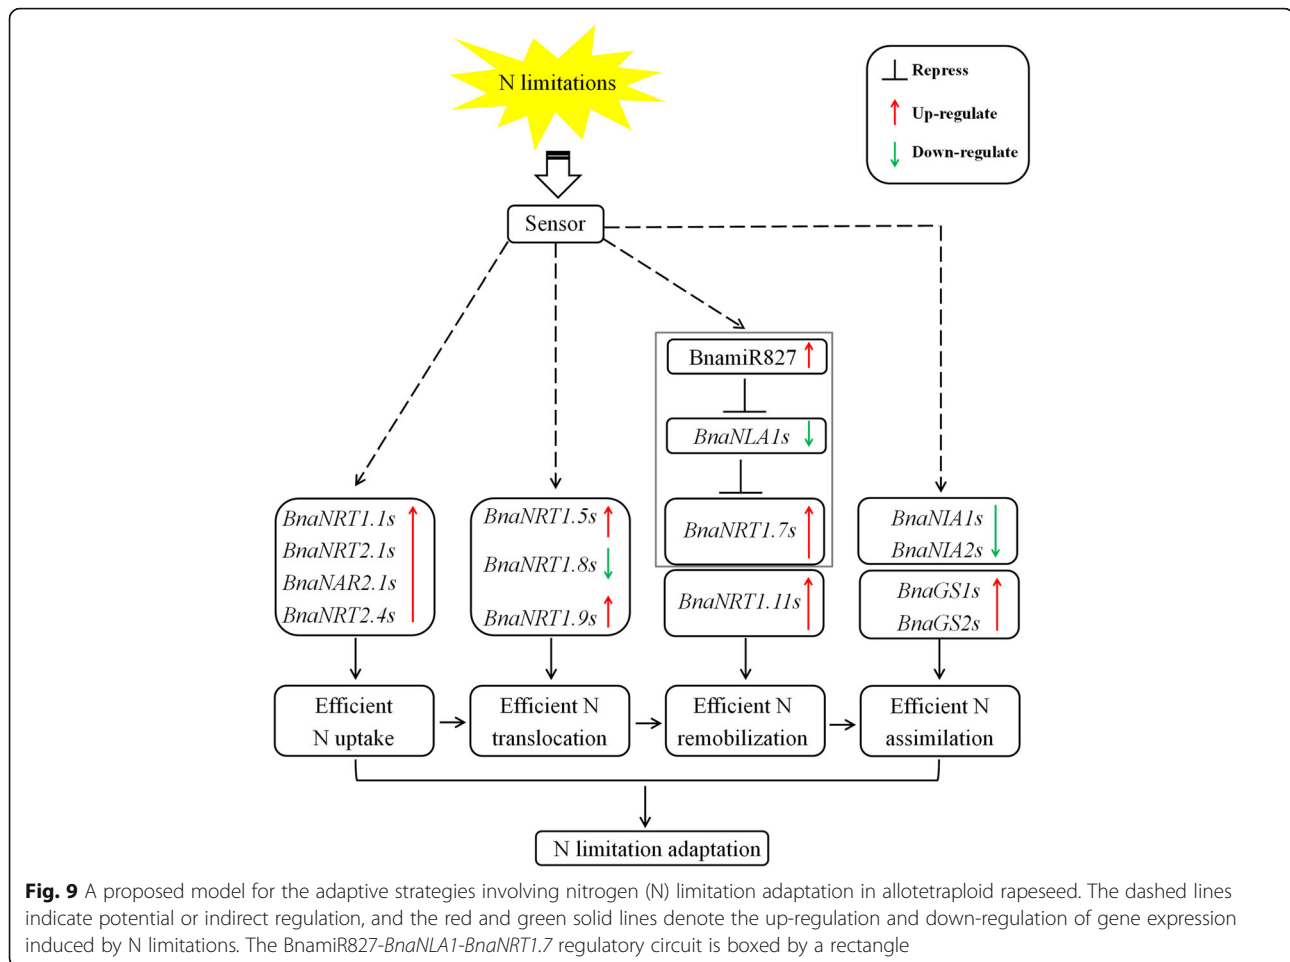 N limitations
Repress
Up-regulate
Down-regulate
Sensor
BnamiR827
BnaNLA1s
BnaNRT1.1s
BnaNRT2.1s
BnaNAR2.1s
BnaNRT2.4s
BnaNRT1.5s
BnaNRT1.8s
BnaNRT1.9s
BnaNRT1.7s
BnaNRT1.11s
BnaNIA1s
BnaNIA2s
BnaGS1s
BnaGS2s
Efficient
N uptake
Efficient N
translocation
Efficient N
remobilization
Efficient N
assimilation
N limitation adaptation
Fig. 9 A proposed model for the adaptive strategies involving nitrogen (N) limitation adaptation in allotetraploid rapeseed. The dashed lines
indicate potential or indirect regulation, and the red and green solid lines denote the up-regulation and down-regulation of gene expression
induced by N limitations. The BnamiR827-BnaNLA1-BnaNRT1.7 regulatory circuit is boxed by a rectangle